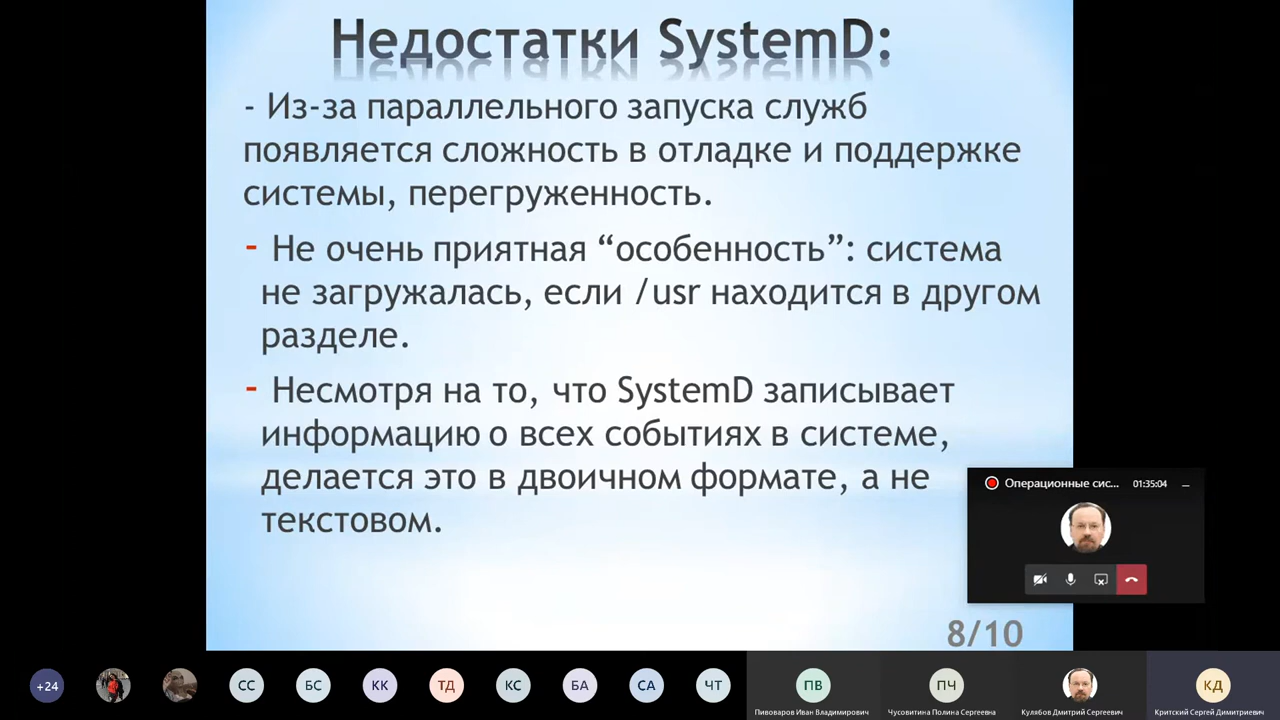 Недостатки SystemD:
- Из-за параллельного запуска служб
появляется сложность в отладке и поддержке
системы, перегруженность.
- Не очень приятная “особенность”: система
не загружалась, если /usr находится в другом
разделе.
- Несмотря на то, что SystemD записывает
информацию о всех событиях в системе,
делается это в двоичном формате, а не
текстовом.
Операционные сис... 01:35:04
8/10
+24 СС БС КК ТД КС БА СА ЧТ ПВ ПЧ КД
Пивоваров Иван Владимирович Чусовитина Полина Сергеевна Кулябов Дмитрий Сергеевич Критский Сергей Димитриевич